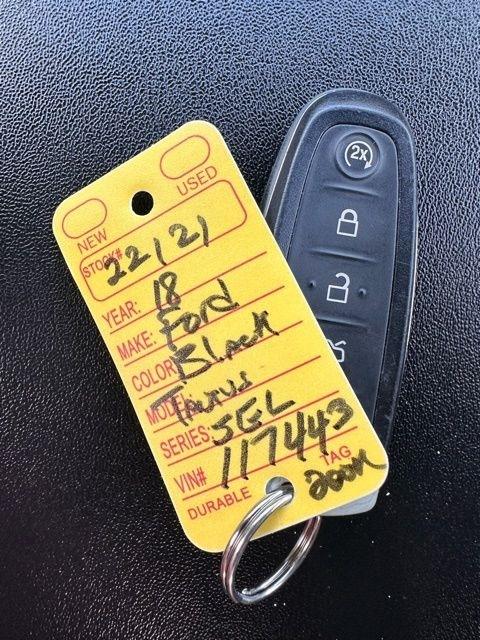 2x
NEW USED
STOCK# 22121
YEAR: 18
MAKE: Ford
COLOR: Black
MODEL: Taurus
SERIES: SEL
VIN# 117443
DURABLE TAG